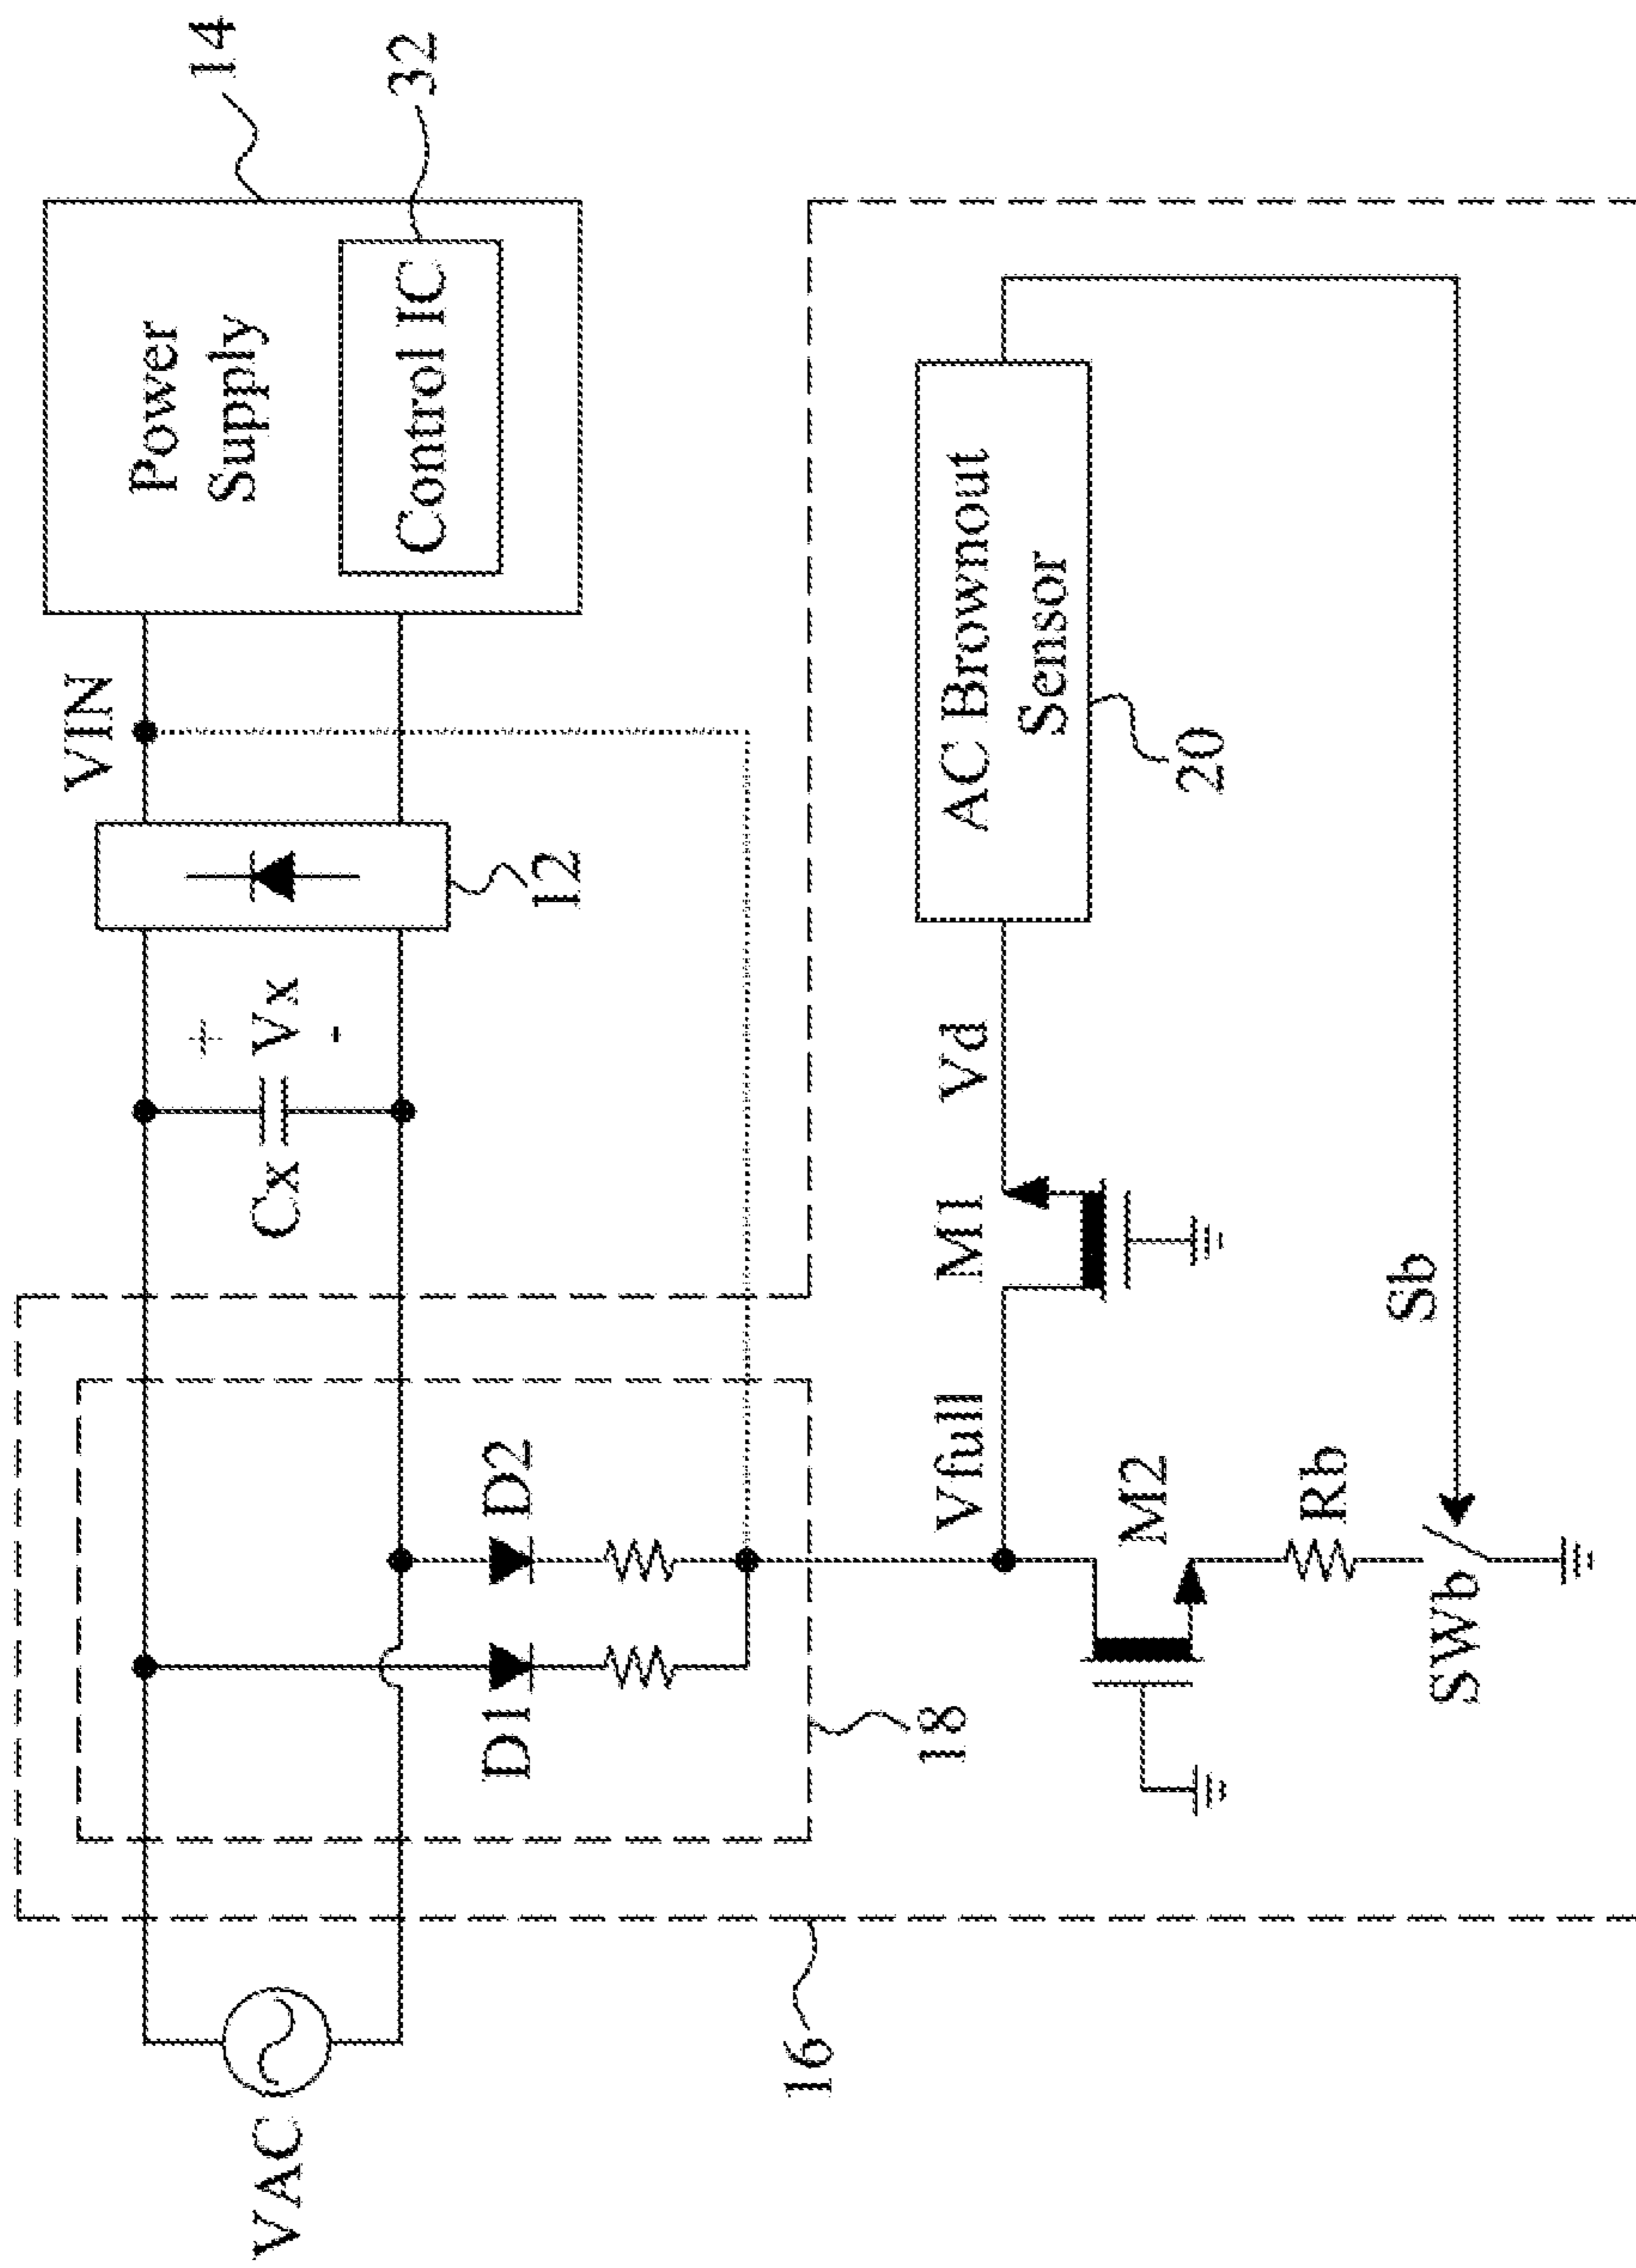 14
32
Power
Supply
Control IC
VIN
12
+
Vx
-
Cx
VAC
D1
D2
18
16
Vfull
M1
Vd
AC Brownout
Sensor
20
M2
Rb
SWb
Sb